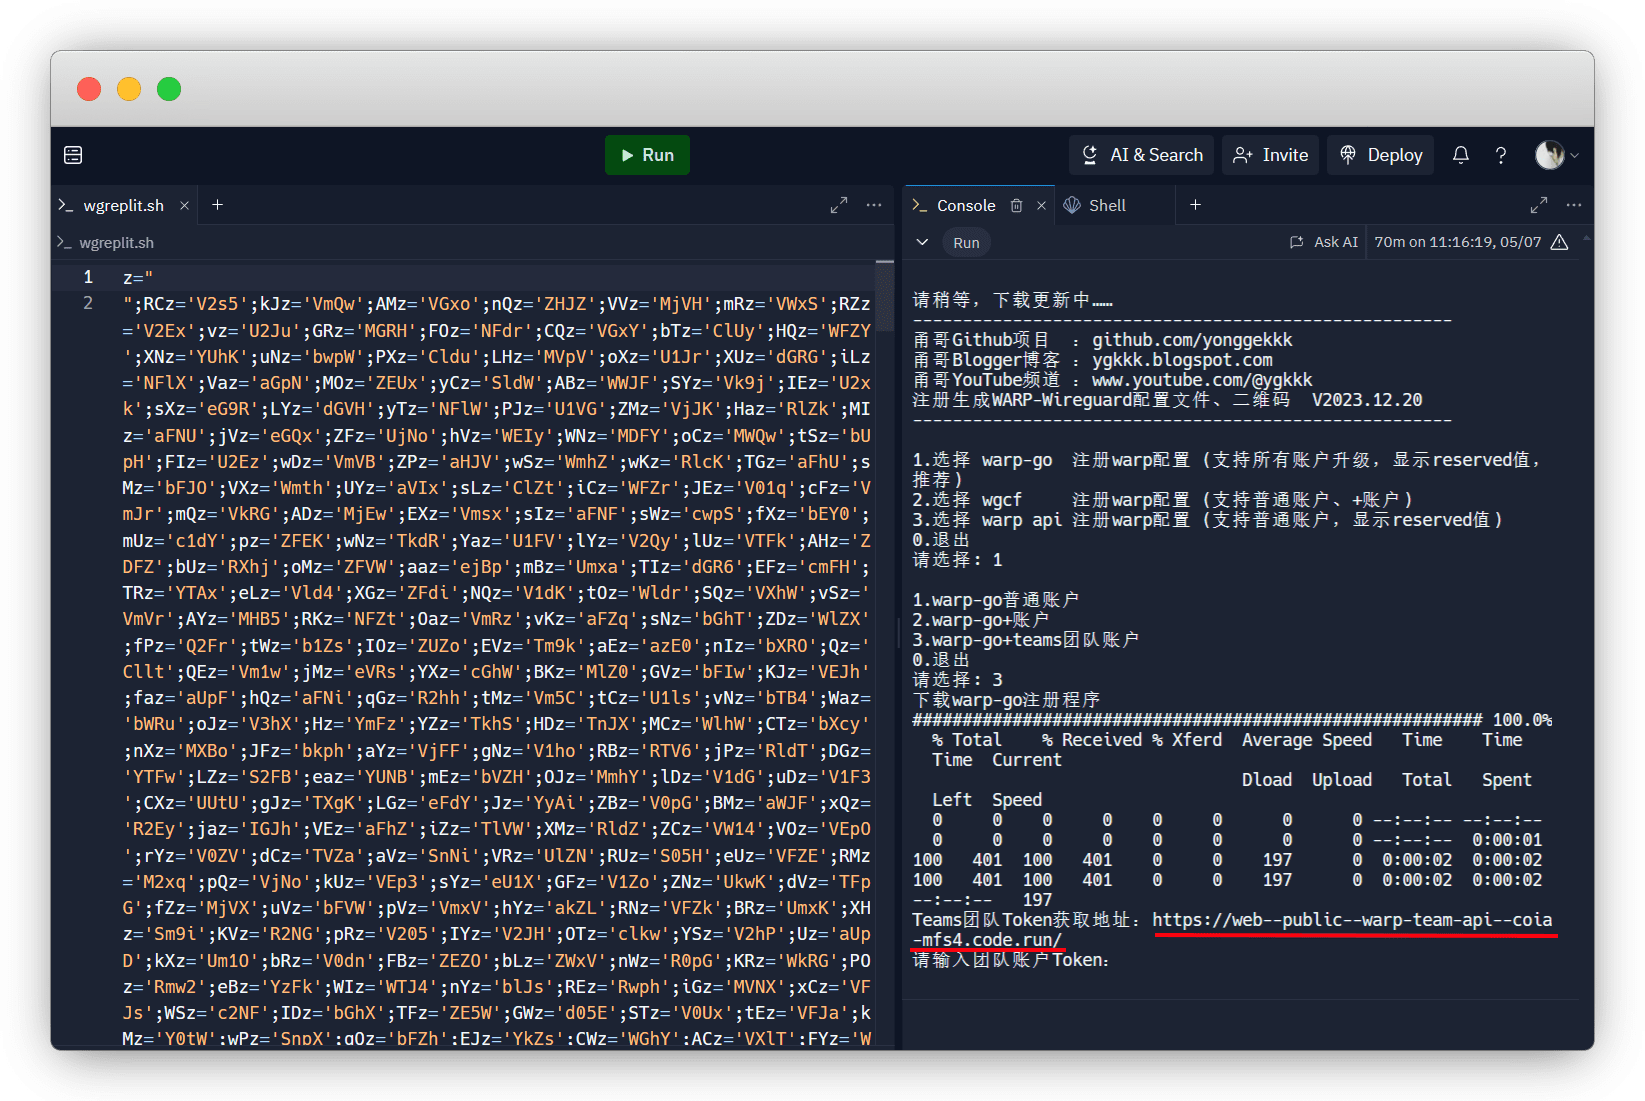 Run
AI & Search
Invite
Deploy
wgreplit.sh
wgreplit.sh
1 z="
2 ";RCz='V2s5';kJz='VmQw';AMz='VGxo';nQz='ZHJZ';VVz='MjVH';mRz='VWxS';RZz
='V2Ex';vz='U2Ju';GRz='MGRH';FOz='NFdr';CQz='VGxY';bTz='ClUy';HQz='WFZY
';XNz='YUhK';uNz='bwpW';PXz='Cldu';LHz='MVpV';oXz='U1Jr';XUz='dGRG';iLz
='NFlX';Vaz='aGpN';MOz='ZEUx';yCz='SldW';ABz='WWJF';SYz='Vk9j';IEz='U2x
k';sXz='eG9R';LYz='dGVH';yTz='NFlW';PJz='U1VG';ZMz='VjJK';Haz='RlZk';MI
z='aFNU';jVz='eGQx';ZFz='UjNo';hVz='WEIy';WNz='MDFY';oCz='MWQw';tSz='bU
pH';FIz='U2Ez';wDz='VmVB';ZPz='aHJV';wSz='WmhZ';wKz='RlcK';TGz='aFhU';s
Mz='bFJO';VXz='Wmth';UYz='aVIx';sLz='ClZt';iCz='WFZr';JEz='V01q';cFz='V
mJr';mQz='VkRG';ADz='MjEw';EXz='Vmsx';sIz='aFNF';sWz='cwpS';fXz='bEY0';
mUz='c1dY';pz='ZFEK';wNz='TkdR';Yaz='U1FV';lYz='V2Qy';lUz='VTFk';AHz='Z
DFZ';bUz='RXhj';oMz='ZFVW';aaz='ejBp';mBz='Umxa';TIz='dGR6';EFz='cmFH';
TRz='YTAx';eLz='Vld4';XGz='ZFdi';NQz='V1dK';tOz='Wldr';SQz='VXhW';vSz='
VmVr';AYz='MHB5';RKz='NFZt';Oaz='VmRz';vKz='aFZq';sNz='bGhT';ZDz='WlZX'
;fPz='Q2Fr';tWz='b1Zs';IOz='ZUZo';EVz='Tm9k';aEz='azE0';nIz='bXRO';Qz='
Cllt';QEz='Vm1w';jMz='eVRs';YXz='cGhW';BKz='MlZ0';GVz='bFIw';KJz='VEJh'
;faz='aUpF';hQz='aFNi';qGz='R2hh';tMz='Vm5C';tCz='U1ls';vNz='bTB4';Waz=
'bWRu';oJz='V3hX';Hz='YmFz';YZz='TkhS';HDz='TnJX';MCz='WlhW';CTz='bXcy'
;nXz='MXBo';JFz='bkph';aYz='VjFF';gNz='V1ho';RBz='RTV6';jPz='RldT';DGz=
'YTFw';LZz='S2FB';eaz='YUNB';mEz='bVZH';OJz='MmhY';lDz='V1dG';uDz='V1F3
';CXz='UUtU';gJz='TXgK';LGz='eFdY';Jz='YyAi';ZBz='V0pG';BMz='aWJF';xQz=
'R2Ey';jaz='IGJh';VEz='aFhZ';iZz='TlVW';XMz='RldZ';ZCz='VW14';VOz='VEpO
';rYz='V0ZV';dCz='TVZa';aVz='SnNi';VRz='UlZN';RUz='S05H';eUz='VFZE';RMz
='M2xq';pQz='VjNo';kUz='VEp3';sYz='eU1X';GFz='V1Zo';ZNz='UkwK';dVz='TFp
G';fZz='MjVX';uVz='bFVW';pVz='VmxV';hYz='akZL';RNz='VFZk';BRz='UmxK';XH
z='Sm9i';KVz='R2NG';pRz='V205';IYz='V2JH';OTz='clkw';YSz='V2hP';Uz='aUp
D';kXz='Um1O';bRz='V0dn';FBz='ZEZO';bLz='ZWxV';nWz='R0pG';KRz='WkRG';PO
z='Rmw2';eBz='YzFk';WIz='WTJ4';nYz='blJs';REz='Rwph';iGz='MVNX';xCz='VF
Js';WSz='c2NF';IDz='bGhX';TFz='ZE5W';GWz='d05E';STz='V0Ux';tEz='VFJa';k
Mz='Y0tW';wPz='SnpX';gOz='bFZh';EJz='YkZs';CWz='WGhY';ACz='VXlT';FYz='W
Console
Shell
Run
Ask AI
70m on 11:16:19, 05/07
请稍等，下载更新中……
------------------------------------------------------
甬哥Github项目 ：github.com/yonggekkk
甬哥Blogger博客 ：ygkkk.blogspot.com
甬哥YouTube频道 ：www.youtube.com/@ygkkk
注册生成WARP-Wireguard配置文件、二维码 V2023.12.20
------------------------------------------------------
1.选择 warp-go 注册warp配置 (支持所有账户升级，显示reserved值，
推荐)
2.选择 wgcf 注册warp配置 (支持普通账户、+账户)
3.选择 warp api 注册warp配置 (支持普通账户，显示reserved值)
0.退出
请选择: 1
1.warp-go普通账户
2.warp-go+账户
3.warp-go+teams团队账户
0.退出
请选择: 3
下载warp-go注册程序
######################################################### 100.0%
% Total % Received % Xferd Average Speed Time Time
Time Current
Dload Upload Total Spent
Left Speed
0 0 0 0 0 0 0 0 --:--:-- --:--:--
0 0 0 0 0 0 0 0 --:--:-- 0:00:01
100 401 100 401 0 0 197 0 0:00:02 0:00:02
100 401 100 401 0 0 197 0 0:00:02 0:00:02
--:--:-- 197
Teams团队Token获取地址：https://web--public--warp-team-api--coia
-mfs4.code.run/
请输入团队账户Token：